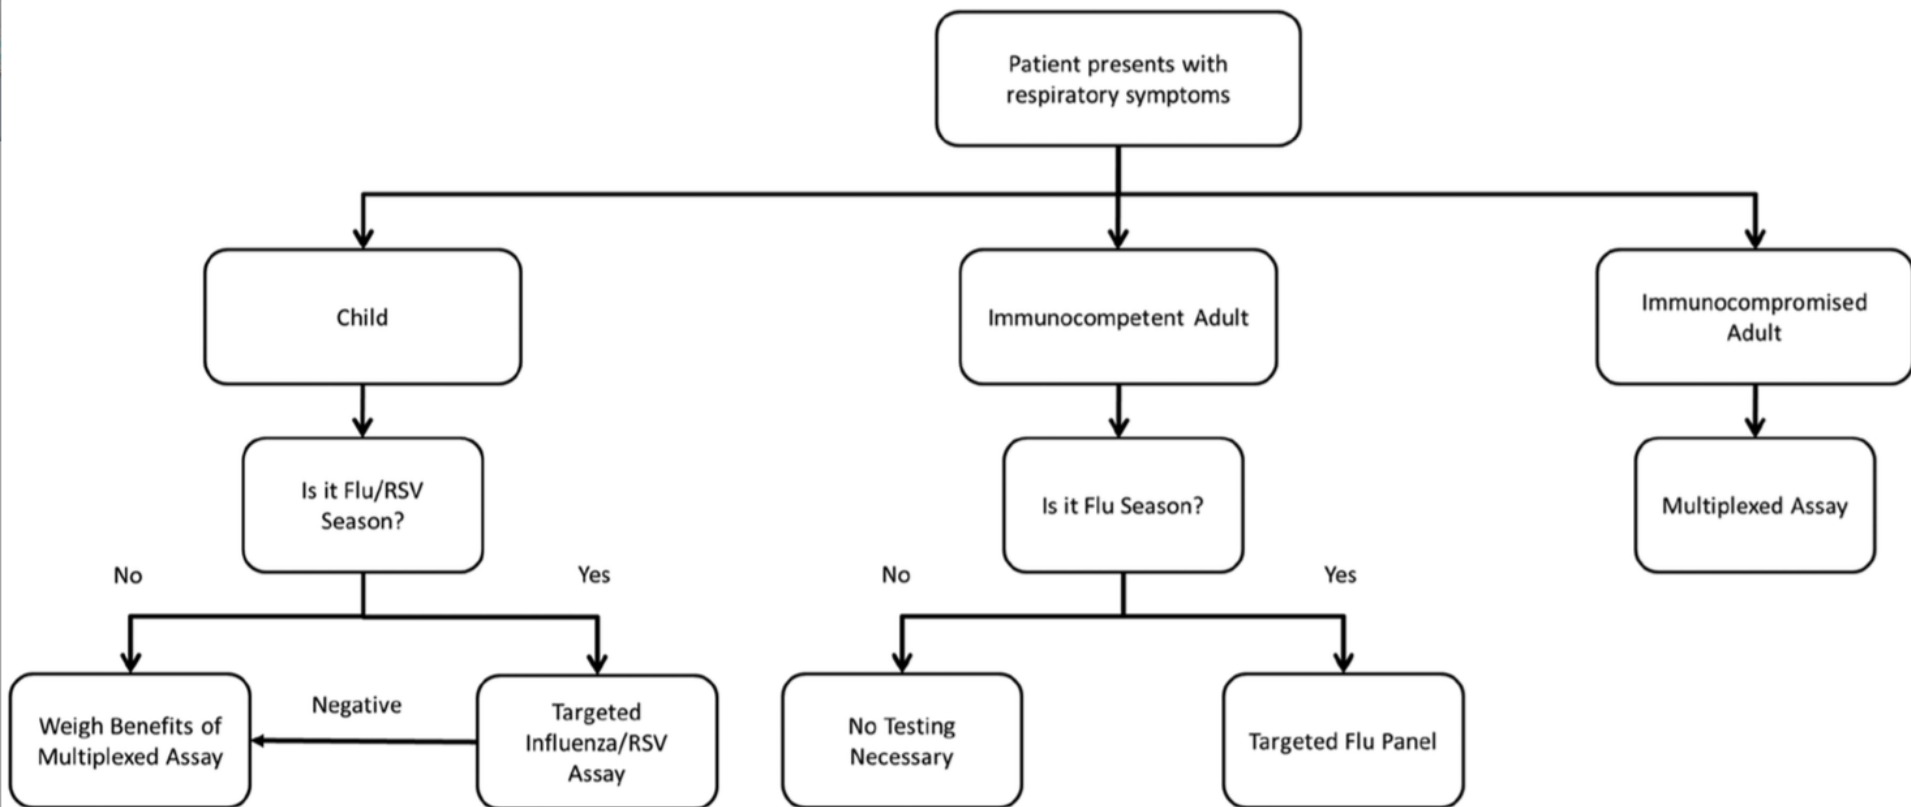 Patient presents with
respiratory symptoms
Child
Immunocompetent Adult
Immunocompromised
Adult
Is it Flu/RSV
Season?
Is it Flu Season?
Multiplexed Assay
No
Yes
No
Yes
Weigh Benefits of
Multiplexed Assay
Negative
Targeted
Influenza/RSV
Assay
No Testing
Necessary
Targeted Flu Panel